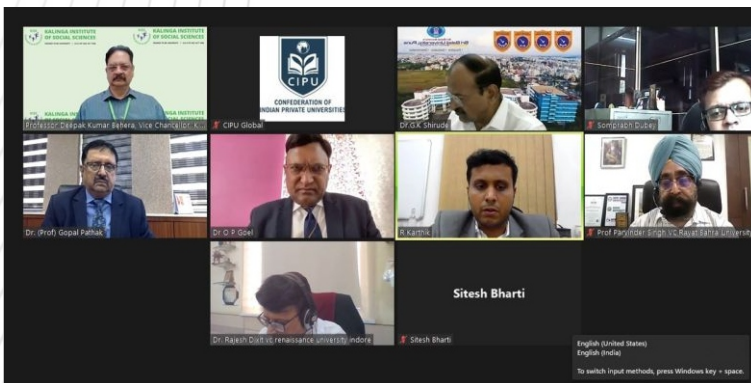 KALINGA INSTITUTE
OF SOCIAL SCIENCES
KALINGA INSTITUTE
OF SOCIAL SCIENCES
Professor Deepak Kumar Behera, Vice Chancellor, K...
CIPU
CONFEDERATION OF
INDIAN PRIVATE UNIVERSITIES
CIPU Global
Dr.G.K Shirude
Somprabh Dubey
Dr. (Prof) Gopal Pathak
Dr O P Goel
R Karthik
Prof Parvinder Singh VC Rayat Bahra University
Dr. Rajesh Dixit vc renaissance university indore
Sitesh Bharti
Sitesh Bharti
English (United States)
English (India)
To switch input methods, press Windows key + space.